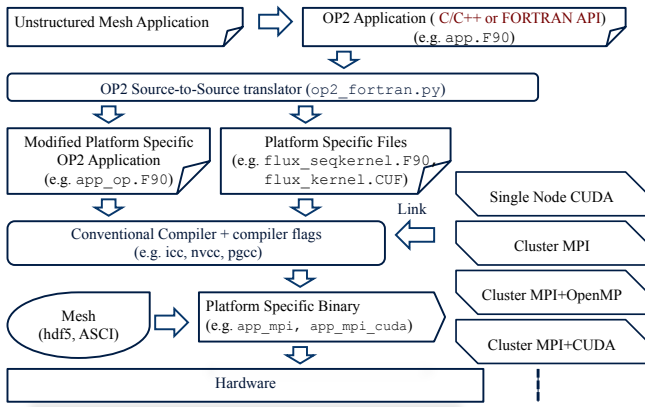 Unstructured Mesh Application
OP2 Application ( C/C++ or FORTRAN API)
(e.g. app.F90)
OP2 Source-to-Source translator (op2_fortran.py)
Modified Platform Specific
OP2 Application
(e.g. app_op.F90)
Platform Specific Files
(e.g. flux_seqkernel.F90,
flux_kernel.CUF)
Link
Conventional Compiler + compiler flags
(e.g. icc, nvcc, pgcc)
Single Node CUDA
Cluster MPI
Cluster MPI+OpenMP
Cluster MPI+CUDA
Mesh
(hdf5, ASCI)
Platform Specific Binary
(e.g. app_mpi, app_mpi_cuda)
Hardware